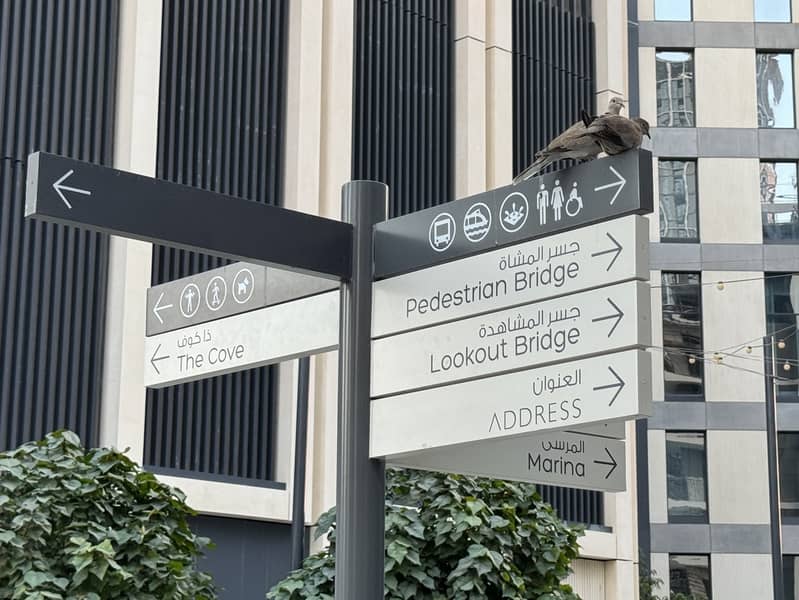 ذا كوف
The Cove
جسر المشاة
Pedestrian Bridge
جسر المشاهدة
Lookout Bridge
العنوان
ADDRESS
المرسى
Marina